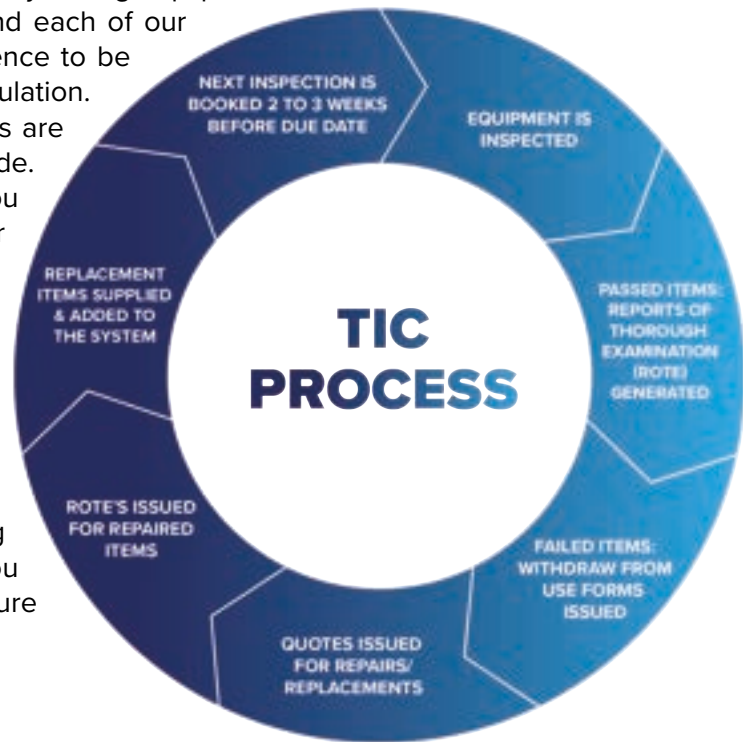 nd each of our
ence to be
ulation.
s are
de.
ou
r
g
ou
ure
TIC
PROCESS
EQUIPMENT IS
INSPECTED
PASSED ITEMS:
REPORTS OF
THOROUGH
EXAMINATION
(ROTE)
GENERATED
FAILED ITEMS:
WITHDRAW FROM
USE FORMS
ISSUED
QUOTES ISSUED
FOR REPAIRS/
REPLACEMENTS
ROTE'S ISSUED
FOR REPAIRED
ITEMS
REPLACEMENT
ITEMS SUPPLIED
& ADDED TO
THE SYSTEM
NEXT INSPECTION IS
BOOKED 2 TO 3 WEEKS
BEFORE DUE DATE